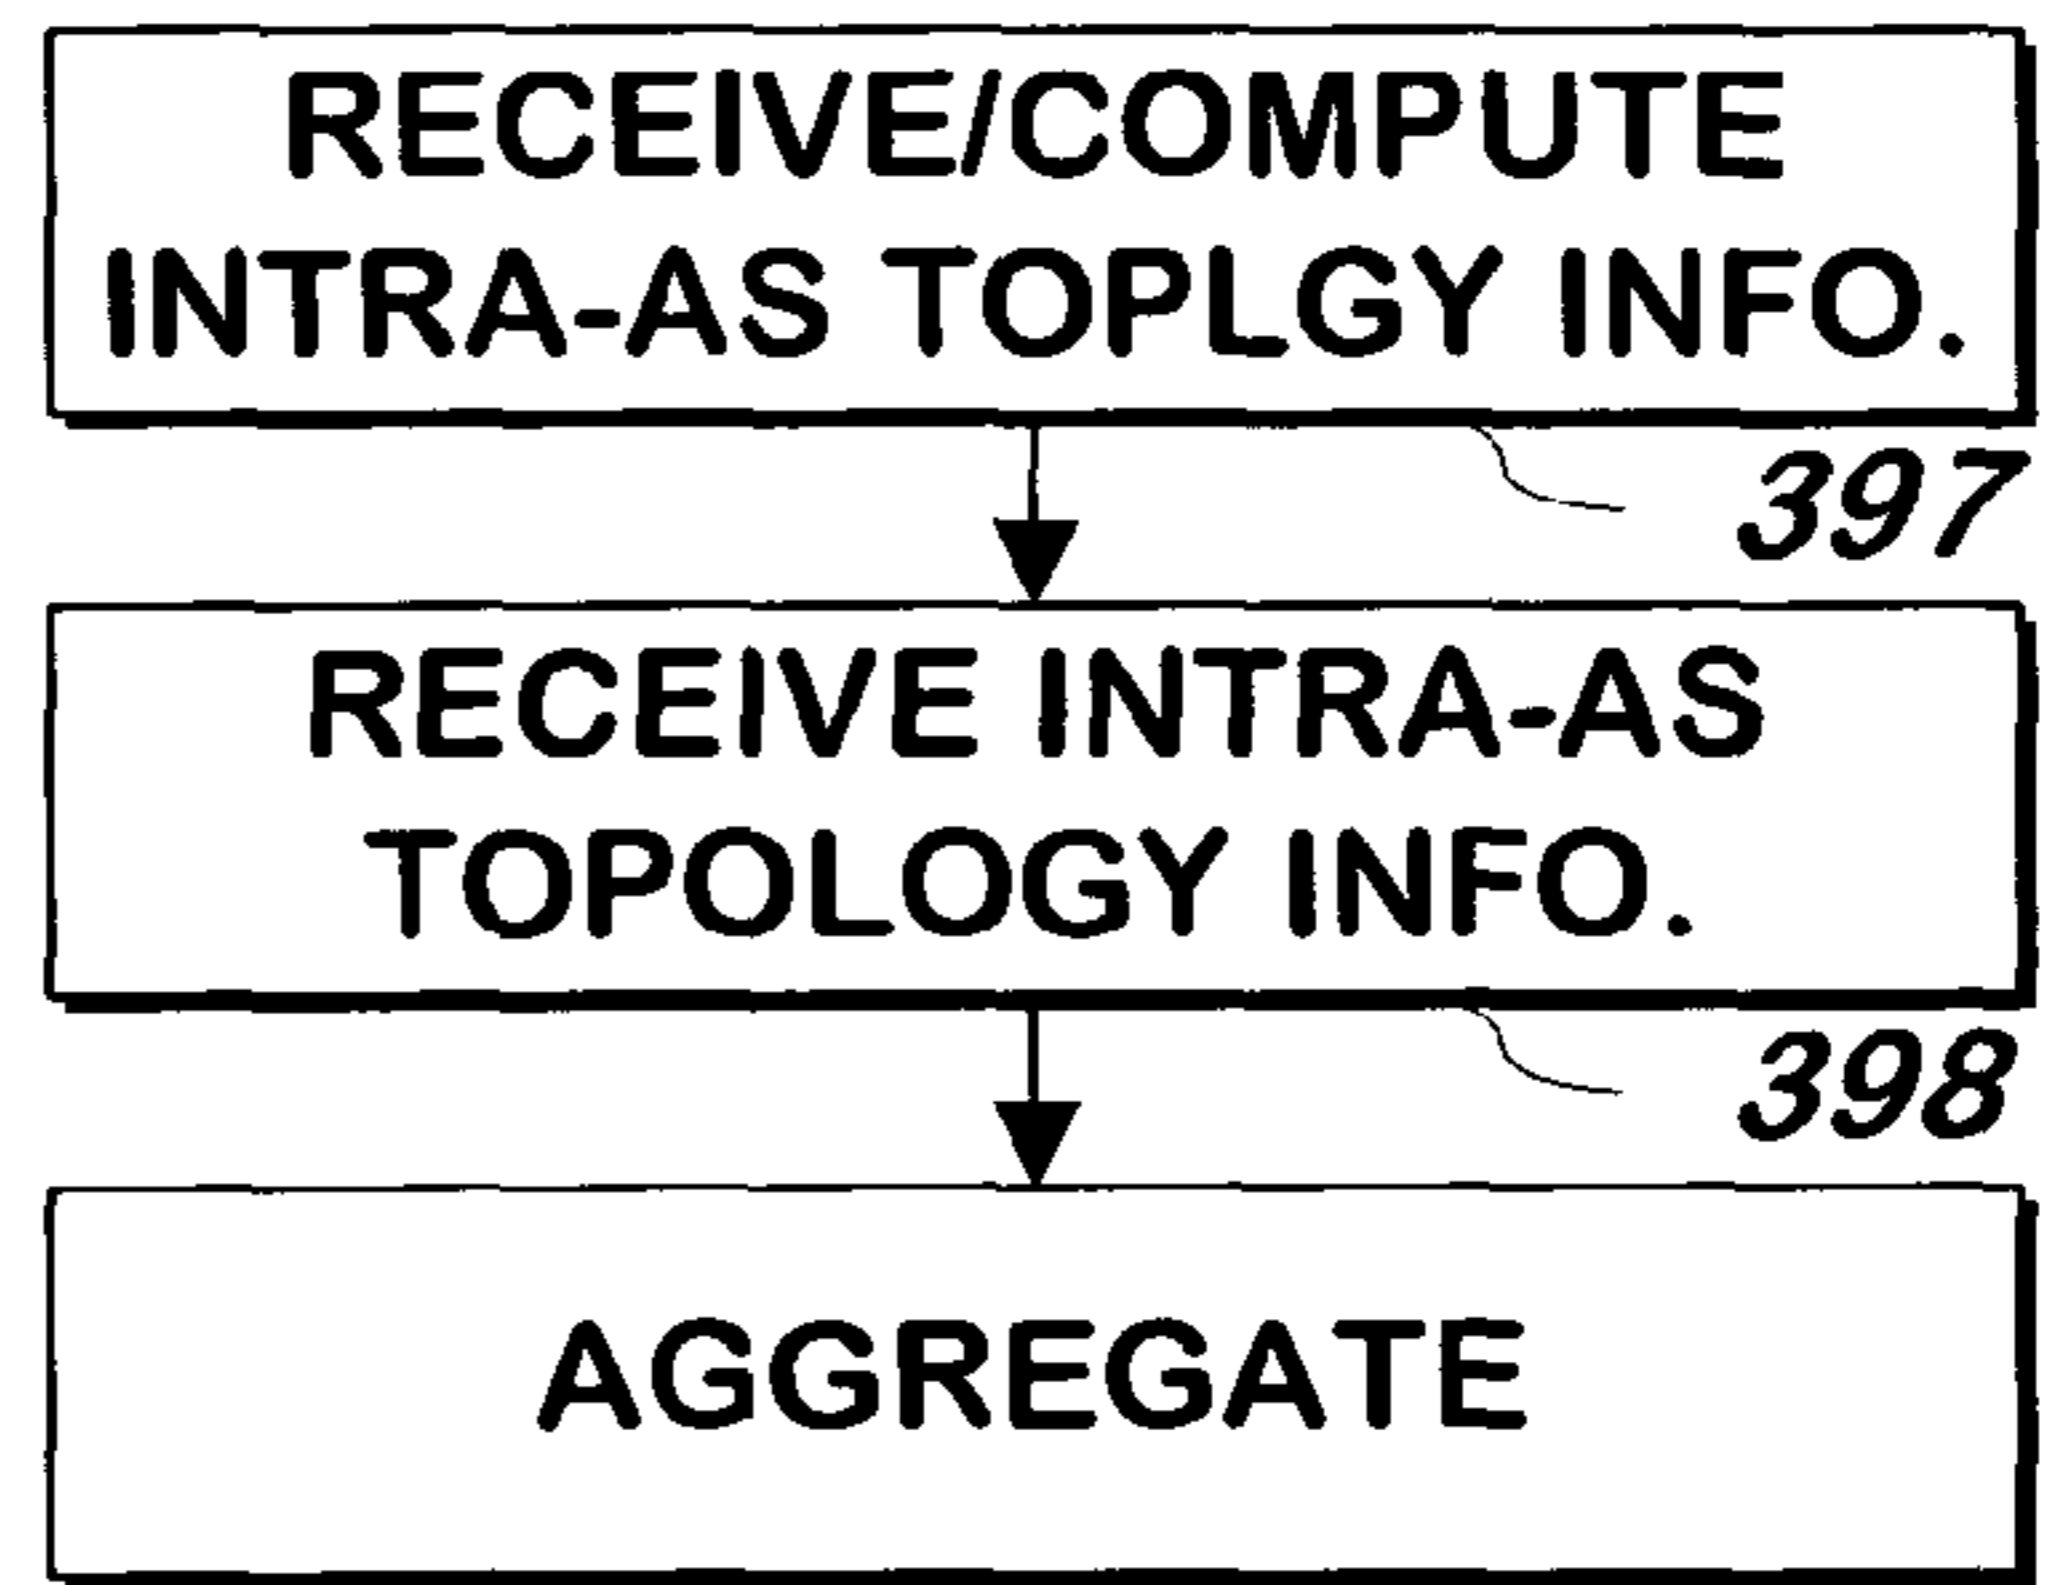 RECEIVE/COMPUTE
INTRA-AS TOPLGY INFO.
397
RECEIVE INTRA-AS
TOPOLOGY INFO.
398
AGGREGATE